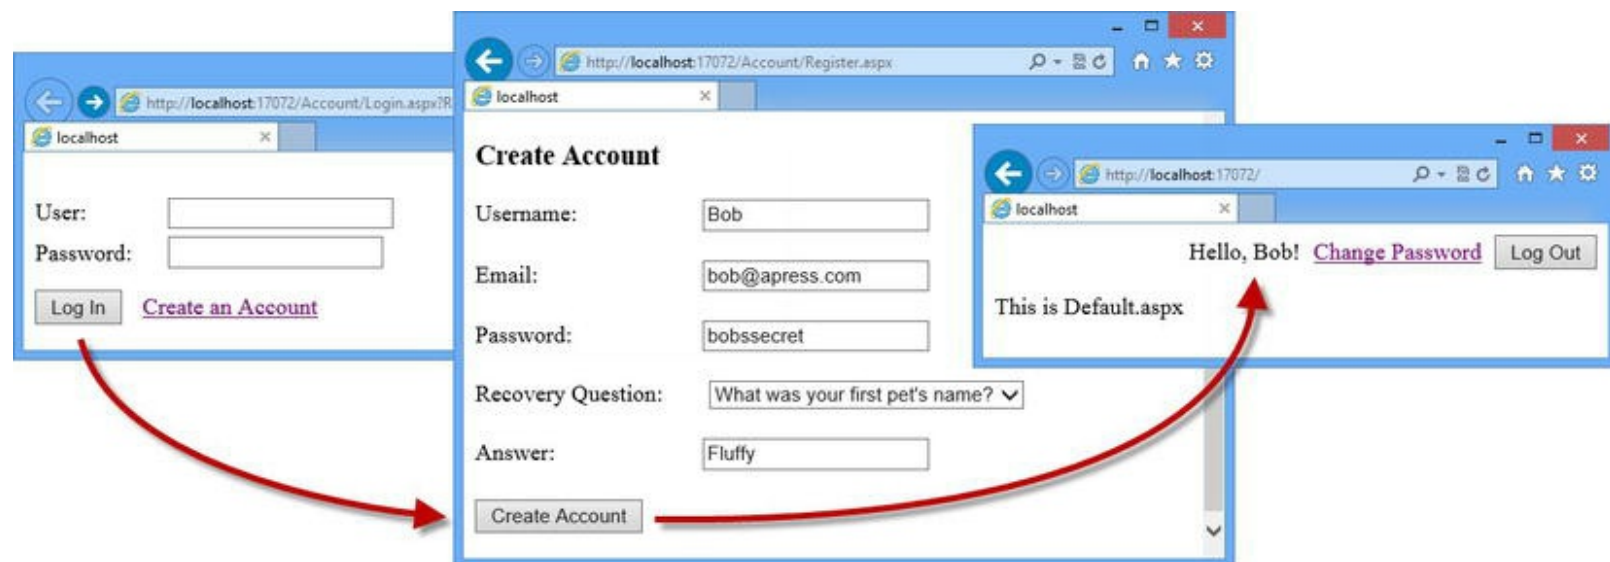 http://localhost:17072/Account/Login.aspx?R
localhost
User:
Password:
Log In Create an Account
http://localhost:17072/Account/Register.aspx
localhost
Create Account
Username: Bob
Email: bob@apress.com
Password: bobssecret
Recovery Question: What was your first pet's name?
Answer: Fluffy
Create Account
http://localhost:17072/
localhost
Hello, Bob! Change Password Log Out
This is Default.aspx